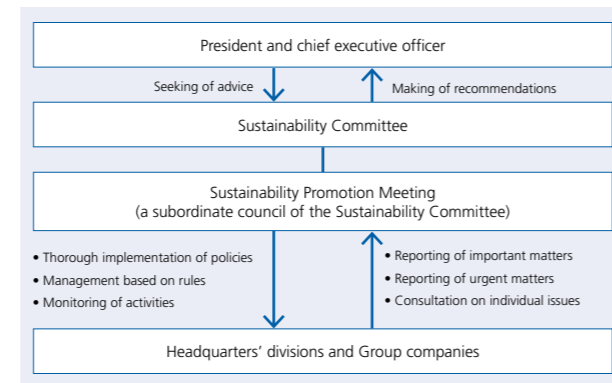 President and chief executive officer
Seeking of advice
Making of recommendations
Sustainability Committee
Sustainability Promotion Meeting
(a subordinate council of the Sustainability Committee)
• Thorough implementation of policies
• Management based on rules
• Monitoring of activities
• Reporting of important matters
• Reporting of urgent matters
• Consultation on individual issues
Headquarters’ divisions and Group companies